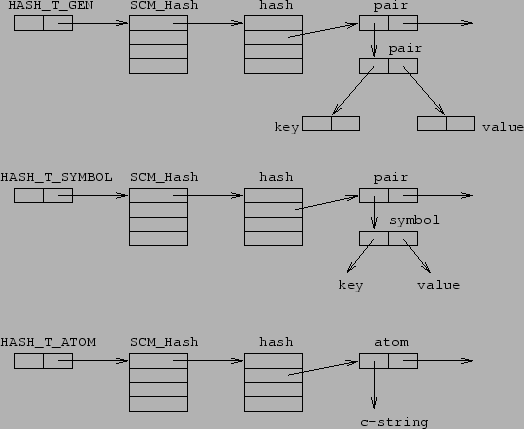 HASH_T_GEN SCM_Hash hash pair
pair
key value
HASH_T_SYMBOL SCM_Hash hash pair
symbol
key value
HASH_T_ATOM SCM_Hash hash atom
c-string